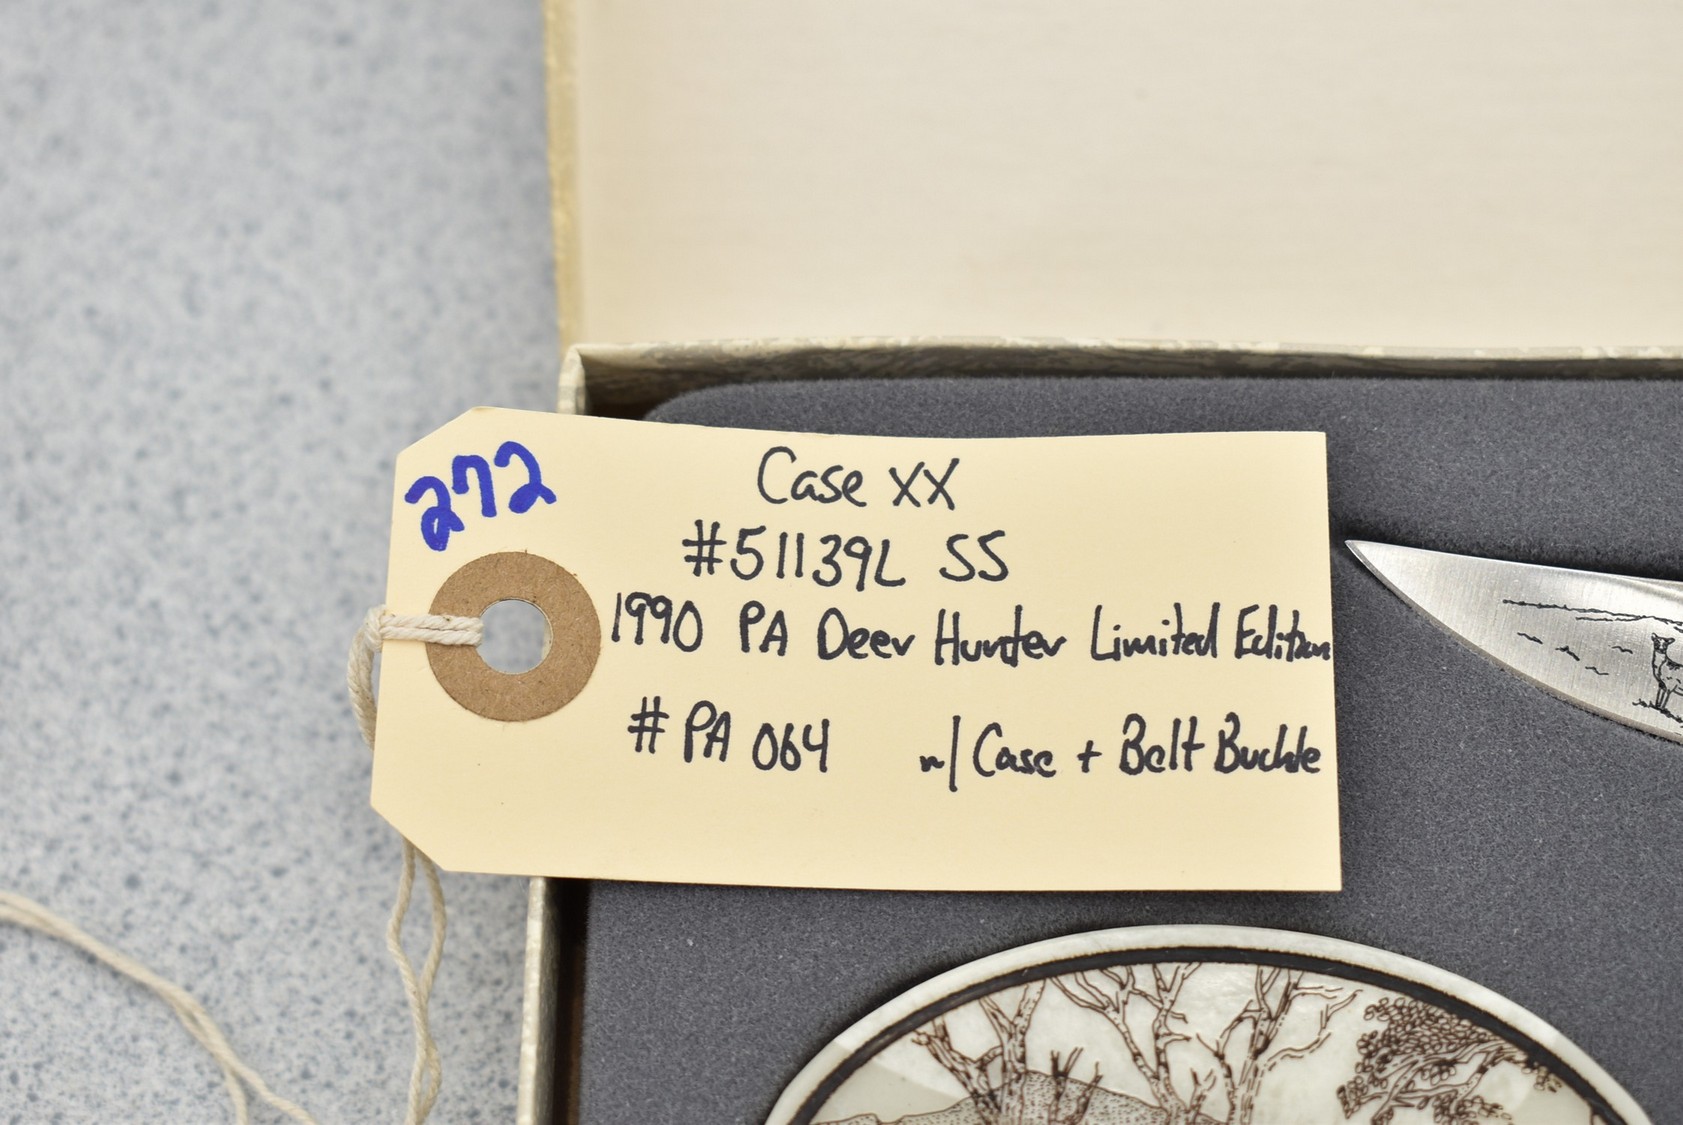 272
Case XX
#51139L SS
1990 PA Deer Hunter Limited Edition
# PA 064 w/ Case + Belt Buckle